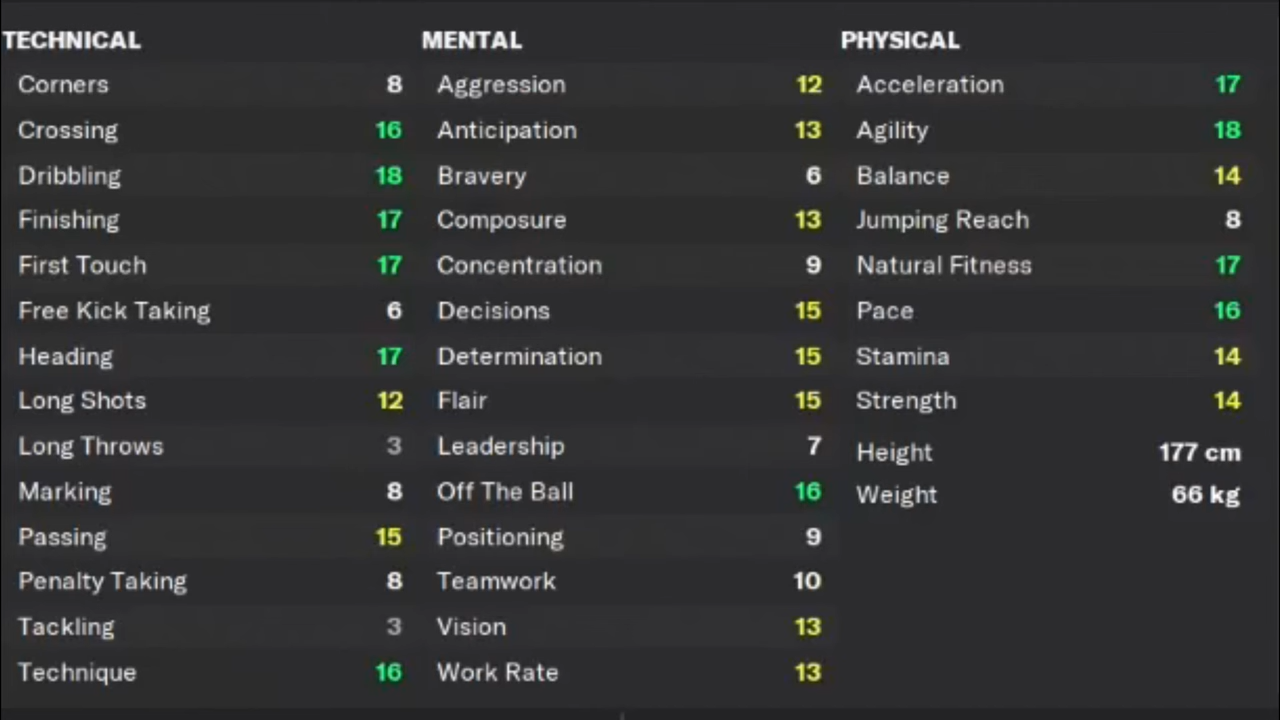 TECHNICAL MENTAL PHYSICAL
Corners 8 Aggression 12 Acceleration 17
Crossing 16 Anticipation 13 Agility 18
Dribbling 18 Bravery 6 Balance 14
Finishing 17 Composure 13 Jumping Reach 8
First Touch 17 Concentration 9 Natural Fitness 17
Free Kick Taking 6 Decisions 15 Pace 16
Heading 17 Determination 15 Stamina 14
Long Shots 12 Flair 15 Strength 14
Long Throws 3 Leadership 7 Height 177 cm
Marking 8 Off The Ball 16 Weight 66 kg
Passing 15 Positioning 9
Penalty Taking 8 Teamwork 10
Tackling 3 Vision 13
Technique 16 Work Rate 13